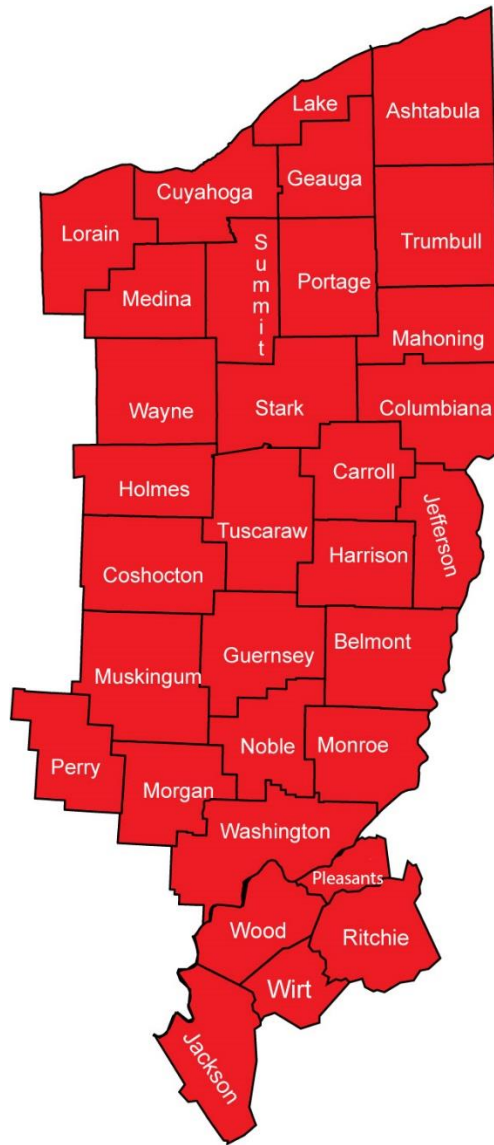 Lake
Ashtabula
Geauga
Cuyahoga
Lorain
Summit
Trumbull
Portage
Medina
Mahoning
Wayne
Stark
Columbiana
Carroll
Holmes
Jefferson
Tuscaraw
Harrison
Coshocton
Belmont
Guernsey
Muskingum
Noble
Monroe
Perry
Morgan
Washington
Pleasants
Wood
Ritchie
Wirt
Jackson